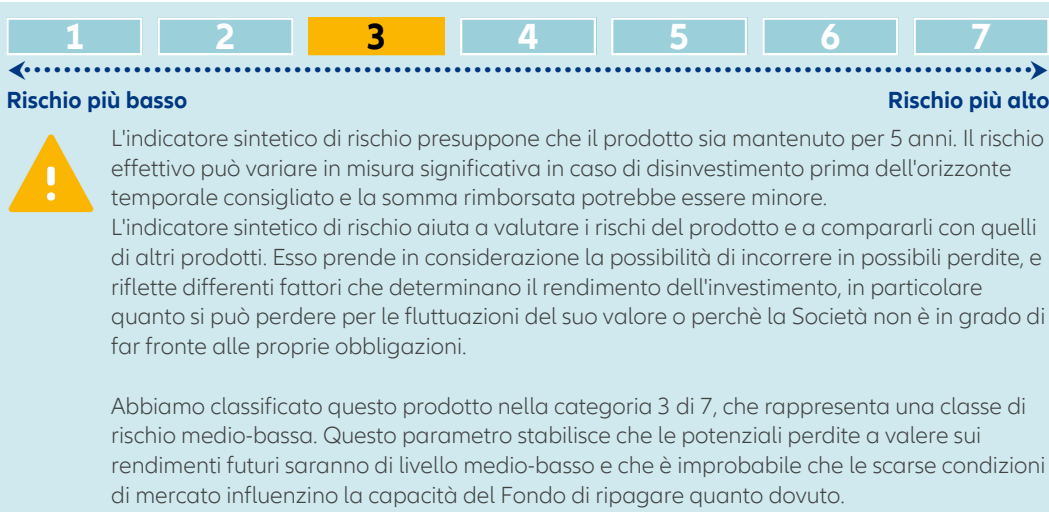 1 2 3 4 5 6 7
Rischio più basso Rischio più alto
L'indicatore sintetico di rischio presuppone che il prodotto sia mantenuto per 5 anni. Il rischio
effettivo può variare in misura significativa in caso di disinvestimento prima dell'orizzonte
temporale consigliato e la somma rimborsata potrebbe essere minore.
L'indicatore sintetico di rischio aiuta a valutare i rischi del prodotto e a compararli con quelli
di altri prodotti. Esso prende in considerazione la possibilità di incorrere in possibili perdite, e
riflette differenti fattori che determinano il rendimento dell'investimento, in particolare
quanto si può perdere per le fluttuazioni del suo valore o perchè la Società non è in grado di
far fronte alle proprie obbligazioni.
Abbiamo classificato questo prodotto nella categoria 3 di 7, che rappresenta una classe di
rischio medio-bassa. Questo parametro stabilisce che le potenziali perdite a valere sui
rendimenti futuri saranno di livello medio-basso e che è improbabile che le scarse condizioni
di mercato influenzino la capacità del Fondo di ripagare quanto dovuto.